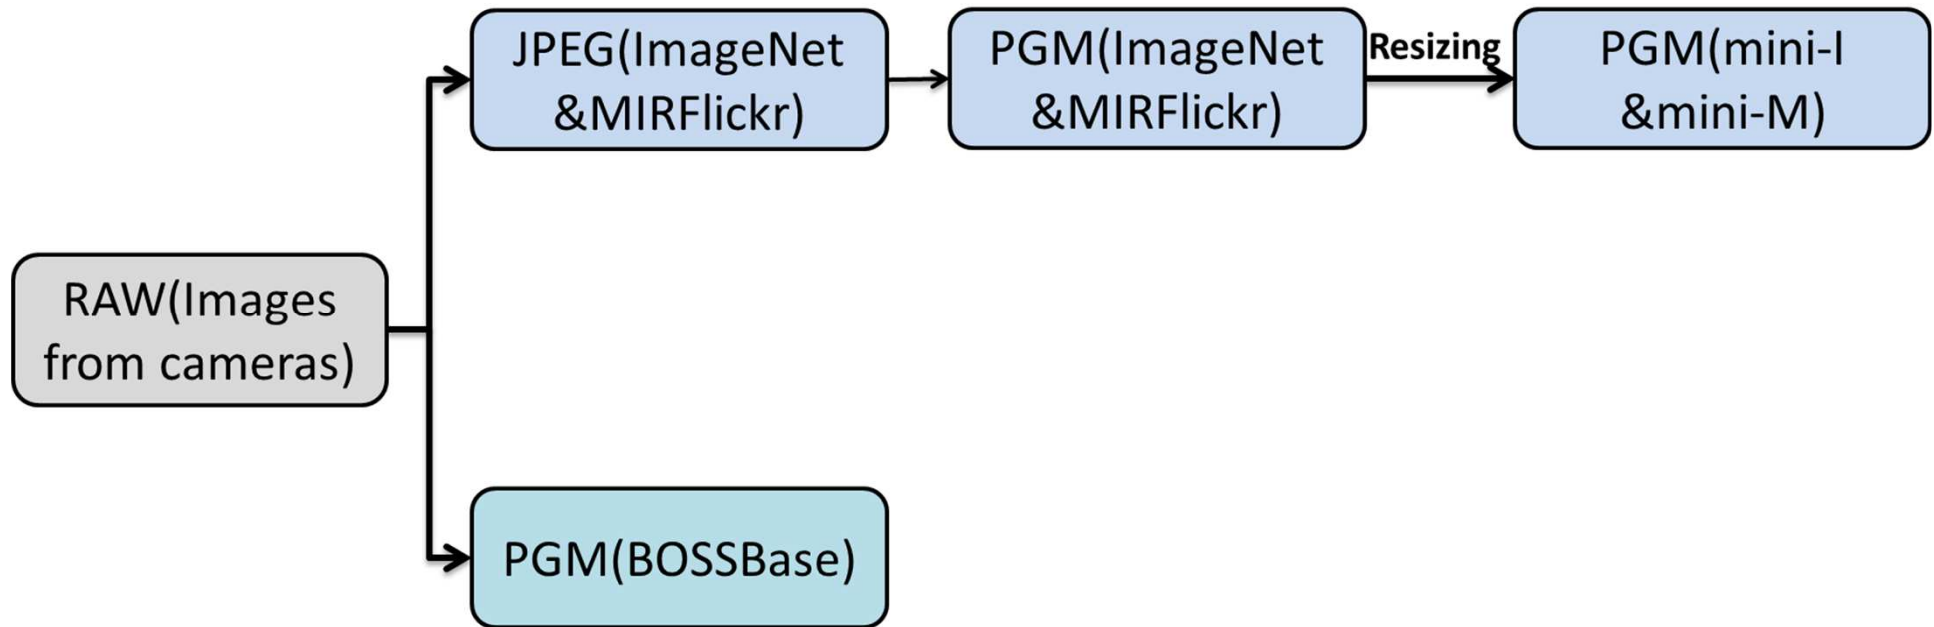 JPEG(ImageNet
&MIRFlickr)
PGM(ImageNet
&MIRFlickr)
Resizing
PGM(mini-I
&mini-M)
RAW(Images
from cameras)
PGM(BOSSBase)